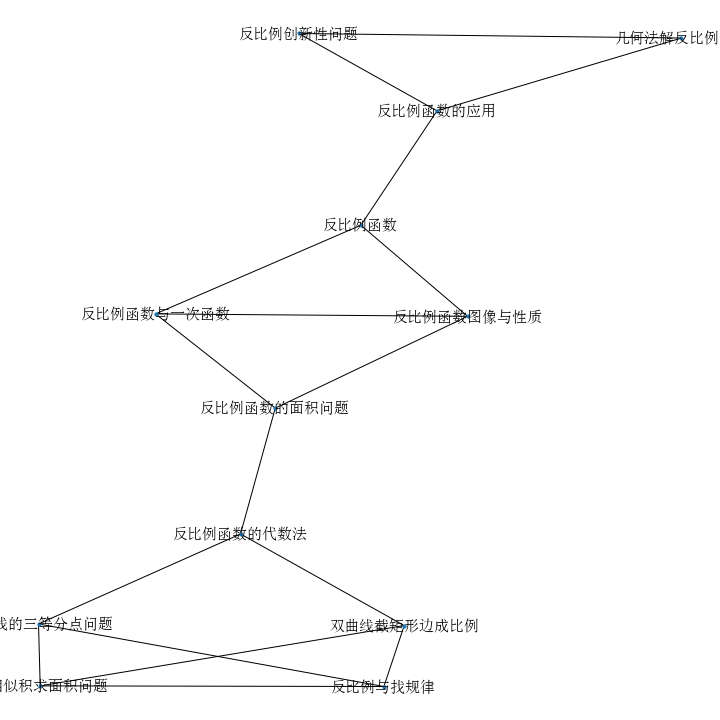 反比例创新性问题
几何法解反比例
反比例函数的应用
反比例函数
反比例函数与一次函数
反比例函数图像与性质
反比例函数的面积问题
反比例函数的代数法
线的三等分点问题
双曲线截矩形边成比例
相似积求面积问题
反比例与找规律